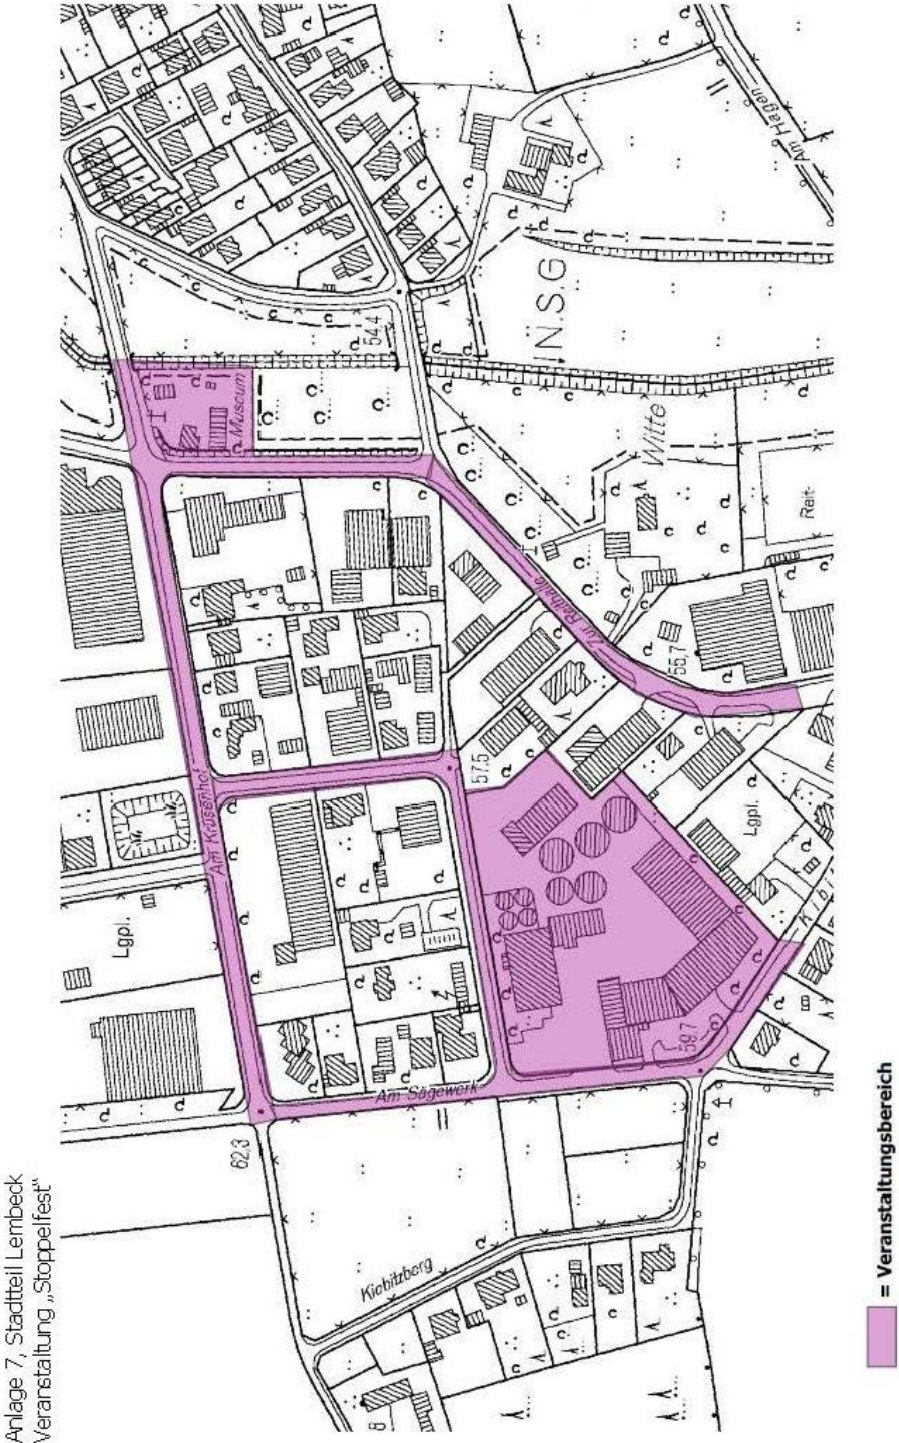 Anlage 7, Stadtteil Lembeck
Veranstaltung „Stoppelfest"
Am Hagen
54.4
Museum
N.S.G
Witte
Reit-
Zur Reithalle
55,7
57.5
Am Krusenhof
Lgpl.
Lgpl.
59.7
Am Sägewerk
62,3
Kiebitzberg
8
= Veranstaltungsbereich